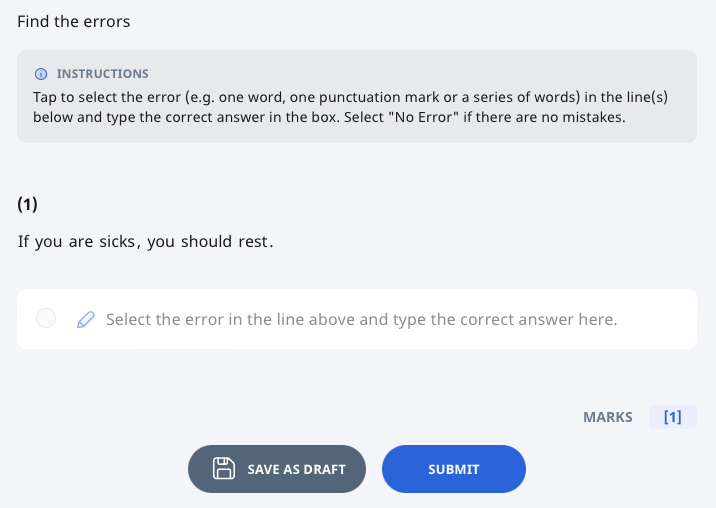 Find the errors
INSTRUCTIONS
Tap to select the error (e.g. one word, one punctuation mark or a series of words) in the line(s)
below and type the correct answer in the box. Select "No Error" if there are no mistakes.
(1)
If you are sicks, you should rest.
Select the error in the line above and type the correct answer here.
MARKS [1]
SAVE AS DRAFT SUBMIT